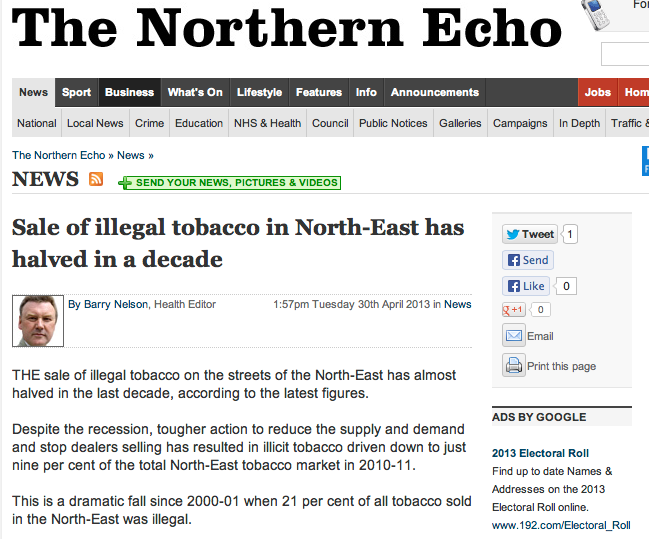 The Northern Echo
For
News Sport Business What's On Lifestyle Features Info Announcements Jobs Hom
National Local News Crime Education NHS & Health Council Public Notices Galleries Campaigns In Depth Traffic &
The Northern Echo » News »
NEWS SEND YOUR NEWS, PICTURES & VIDEOS
Sale of illegal tobacco in North-East has
halved in a decade
By Barry Nelson, Health Editor 1:57pm Tuesday 30th April 2013 in News
THE sale of illegal tobacco on the streets of the North-East has almost
halved in the last decade, according to the latest figures.
Despite the recession, tougher action to reduce the supply and demand
and stop dealers selling has resulted in illicit tobacco driven down to just
nine per cent of the total North-East tobacco market in 2010-11.
This is a dramatic fall since 2000-01 when 21 per cent of all tobacco sold
in the North-East was illegal.
Tweet 1
Send
Like 0
g +1 0
Email
Print this page
ADS BY GOOGLE
2013 Electoral Roll
Find up to date Names &
Addresses on the 2013
Electoral Roll online.
www.192.com/Electoral_Roll